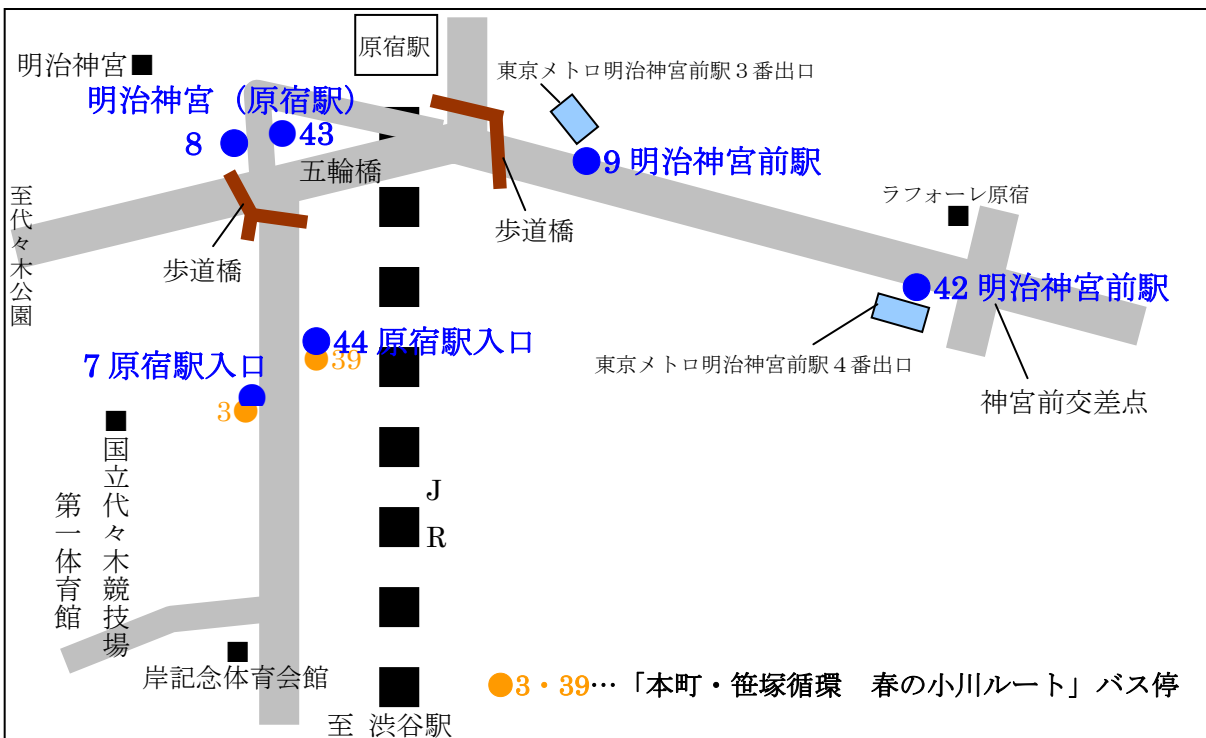 原宿駅
明治神宮■
東京メトロ明治神宮前駅３番出口
明治神宮（原宿駅）
8
43
9 明治神宮前駅
五輪橋
至代々木公園
ラフォーレ原宿
歩道橋
歩道橋
42 明治神宮前駅
44 原宿駅入口
39
東京メトロ明治神宮前駅４番出口
7 原宿駅入口
3
神宮前交差点
■国立代々木競技場
第一体育館
JR
岸記念体育会館
●3・39…「本町・笹塚循環　春の小川ルート」バス停
至 渋谷駅